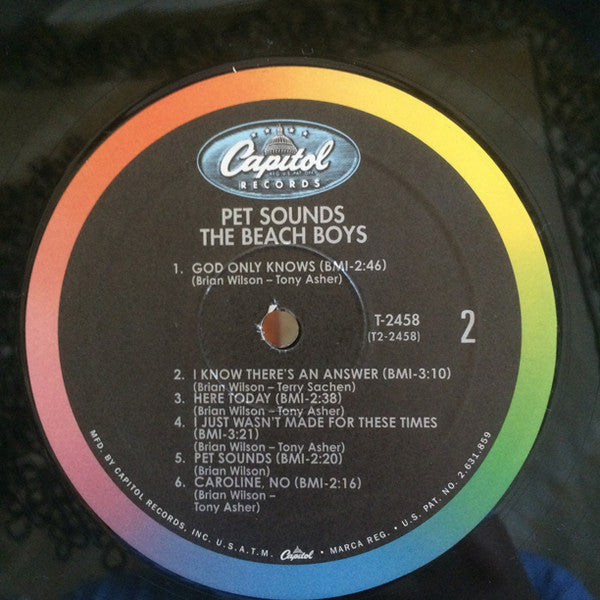 Capitol
REG. U.S. PAT. OFF.
RECORDS
PET SOUNDS
THE BEACH BOYS
1. GOD ONLY KNOWS (BMI-2:46)
(Brian Wilson – Tony Asher)
T-2458
(T2-2458)
2
2. I KNOW THERE'S AN ANSWER (BMI-3:10)
(Brian Wilson – Terry Sachen)
3. HERE TODAY (BMI-2:38)
(Brian Wilson – Tony Asher)
4. I JUST WASN'T MADE FOR THESE TIMES
(BMI-3:21)
(Brian Wilson – Tony Asher)
5. PET SOUNDS (BMI-2:20)
(Brian Wilson)
6. CAROLINE, NO (BMI-2:16)
(Brian Wilson –
Tony Asher)
MFD. BY CAPITOL RECORDS, INC. U.S.A. T.M. Capitol • MARCA REG. • U.S. PAT. NO. 2,631,859